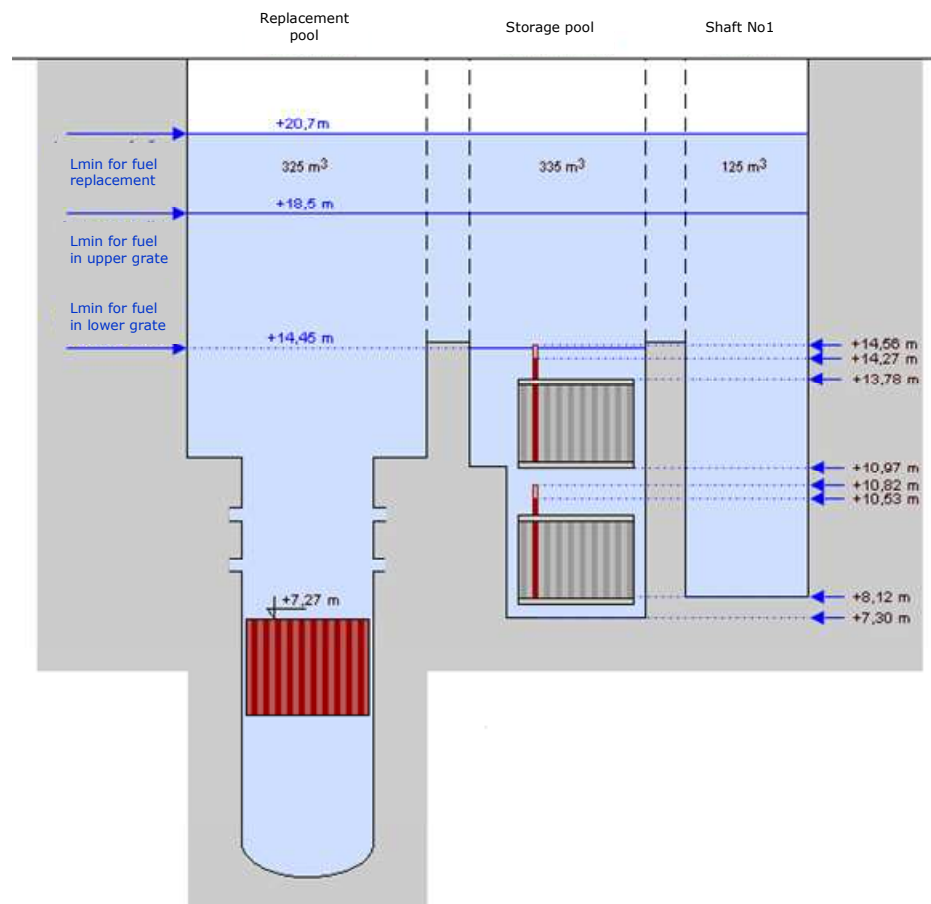 Replacement
pool
Storage pool
Shaft No1
+20,7m
Lmin for fuel
replacement
325 m³
335 m³
125 m³
+18,5 m
Lmin for fuel
in upper grate
Lmin for fuel
in lower grate
+14,45 m
+14,56 m
+14,27 m
+13,78 m
+10,97 m
+10,82 m
+10,53 m
+7,27 m
+8,12 m
+7,30 m